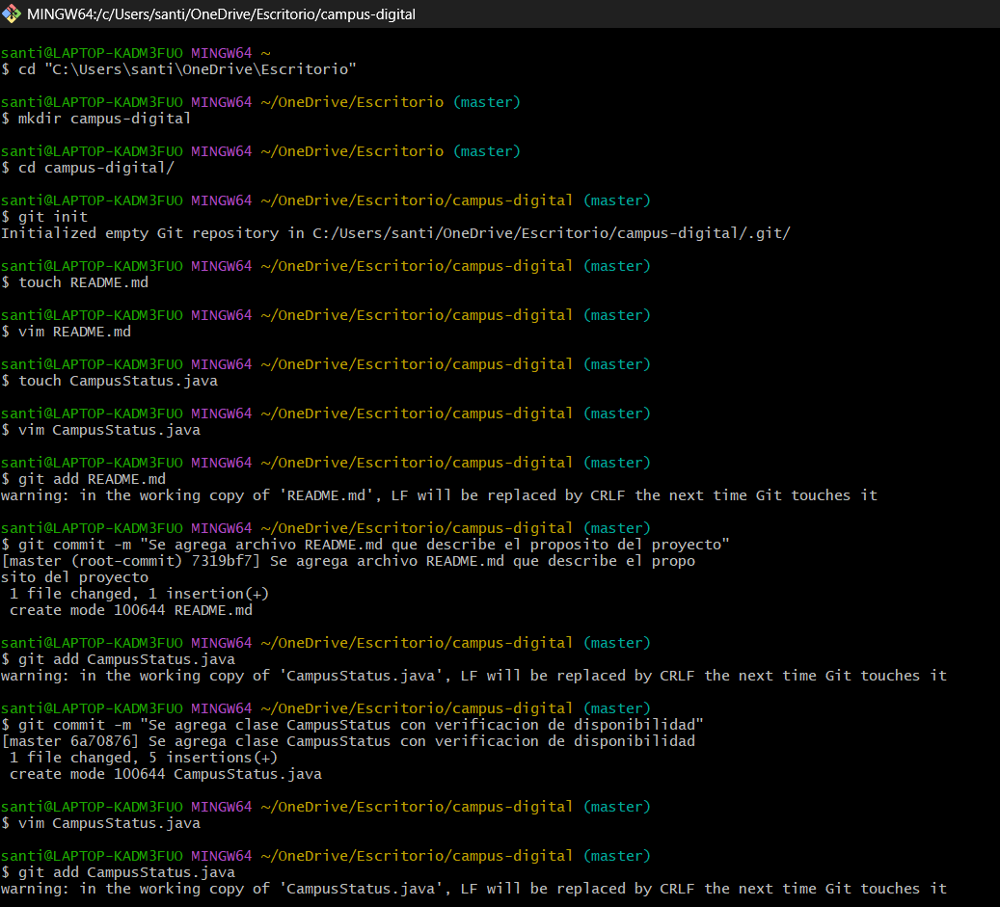 MINGW64:/c/Users/santi/OneDrive/Escritorio/campus-digital
santi@LAPTOP-KADM3FUO MINGW64 ~
$ cd "C:\Users\santi\OneDrive\Escritorio"
santi@LAPTOP-KADM3FUO MINGW64 ~/OneDrive/Escritorio (master)
$ mkdir campus-digital
santi@LAPTOP-KADM3FUO MINGW64 ~/OneDrive/Escritorio (master)
$ cd campus-digital/
santi@LAPTOP-KADM3FUO MINGW64 ~/OneDrive/Escritorio/campus-digital (master)
$ git init
Initialized empty Git repository in C:/Users/santi/OneDrive/Escritorio/campus-digital/.git/
santi@LAPTOP-KADM3FUO MINGW64 ~/OneDrive/Escritorio/campus-digital (master)
$ touch README.md
santi@LAPTOP-KADM3FUO MINGW64 ~/OneDrive/Escritorio/campus-digital (master)
$ vim README.md
santi@LAPTOP-KADM3FUO MINGW64 ~/OneDrive/Escritorio/campus-digital (master)
$ touch CampusStatus.java
santi@LAPTOP-KADM3FUO MINGW64 ~/OneDrive/Escritorio/campus-digital (master)
$ vim CampusStatus.java
santi@LAPTOP-KADM3FUO MINGW64 ~/OneDrive/Escritorio/campus-digital (master)
$ git add README.md
warning: in the working copy of 'README.md', LF will be replaced by CRLF the next time Git touches it
santi@LAPTOP-KADM3FUO MINGW64 ~/OneDrive/Escritorio/campus-digital (master)
$ git commit -m "Se agrega archivo README.md que describe el proposito del proyecto"
[master (root-commit) 7319bf7] Se agrega archivo README.md que describe el propo
sito del proyecto
 1 file changed, 1 insertion(+)
 create mode 100644 README.md
santi@LAPTOP-KADM3FUO MINGW64 ~/OneDrive/Escritorio/campus-digital (master)
$ git add CampusStatus.java
warning: in the working copy of 'CampusStatus.java', LF will be replaced by CRLF the next time Git touches it
santi@LAPTOP-KADM3FUO MINGW64 ~/OneDrive/Escritorio/campus-digital (master)
$ git commit -m "Se agrega clase CampusStatus con verificacion de disponibilidad"
[master 6a70876] Se agrega clase CampusStatus con verificacion de disponibilidad
 1 file changed, 5 insertions(+)
 create mode 100644 CampusStatus.java
santi@LAPTOP-KADM3FUO MINGW64 ~/OneDrive/Escritorio/campus-digital (master)
$ vim CampusStatus.java
santi@LAPTOP-KADM3FUO MINGW64 ~/OneDrive/Escritorio/campus-digital (master)
$ git add CampusStatus.java
warning: in the working copy of 'CampusStatus.java', LF will be replaced by CRLF the next time Git touches it